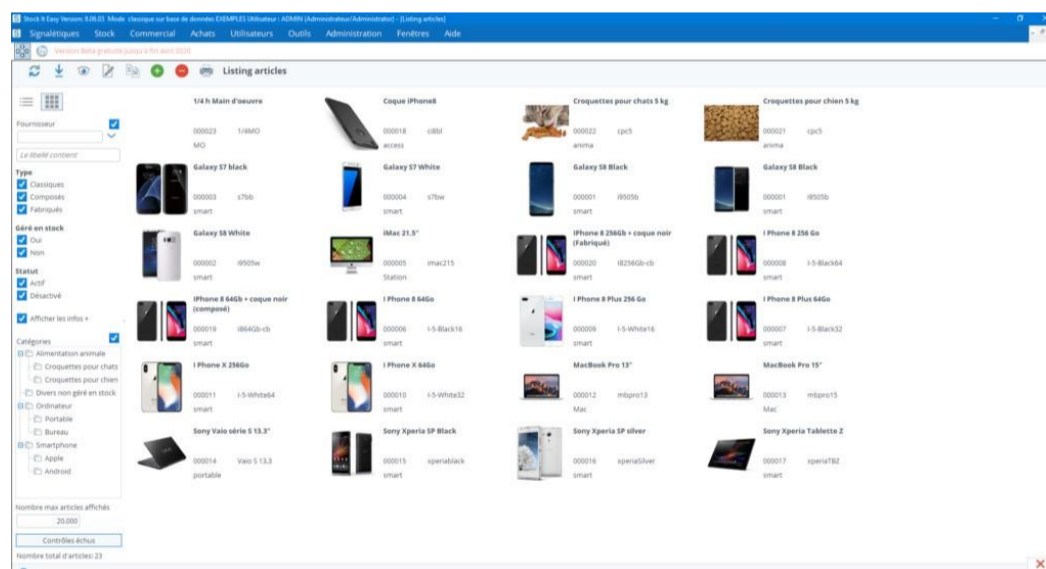 Stock It Easy Version: 8.06.03 Mode classique sur base de données EXEMPLES Utilisateur : ADMIN (Administrateur/Administrator) - [Listing articles]
Signalétiques Stock Commercial Achats Utilisateurs Outils Administration Fenêtres Aide
Version Beta gratuite jusqu'à fin avril 2020
Listing articles
Fournisseur
Le libellé contient
Type
Classiques
Composés
Fabriqués
Géré en stock
Oui
Non
Statut
Actif
Désactivé
Afficher les infos +
Catégories
Alimentation animale
Croquettes pour chats
Croquettes pour chien
Divers non géré en stock
Ordinateur
Portable
Bureau
Smartphone
Apple
Android
Nombre max articles affichés
20.000
Contrôles échus
Nombre total d'articles: 23
1/4 h Main d'oeuvre
000023 1/4MO
MO
Coque iPhone8
000018 ci8bl
access
Croquettes pour chats 5 kg
000022 cpc5
anima
Croquettes pour chien 5 kg
000021 cpc5
anima
Galaxy S7 black
000003 s7bb
smart
Galaxy S7 White
000004 s7bw
smart
Galaxy S8 Black
000001 i9505b
smart
Galaxy S8 Black
000001 i9505b
smart
Galaxy S8 White
000002 i9505w
smart
iMac 21.5"
000005 imac215
Station
IPhone 8 256Gb + coque noir
(Fabriqué)
000020 I8256Gb-cb
smart
I Phone 8 256 Go
000008 I-5-Black64
smart
IPhone 8 64Gb + coque noir
(composé)
000019 i864Gb-cb
smart
I Phone 8 64Go
000006 I-5-Black16
smart
I Phone 8 Plus 256 Go
000009 I-5-White16
smart
I Phone 8 Plus 64Go
000007 I-5-Black32
smart
I Phone X 256Go
000011 I-5-White64
smart
I Phone X 64Go
000010 I-5-White32
smart
MacBook Pro 13"
000012 mbpro13
Mac
MacBook Pro 15"
000013 mbpro15
Mac
Sony Vaio série S 13.3"
000014 Vaio S 13.3
portable
Sony Xperia SP Black
000015 xperiablack
smart
Sony Xperia SP silver
000016 xperiaSilver
smart
Sony Xperia Tablette Z
000017 xperiaTBZ
smart